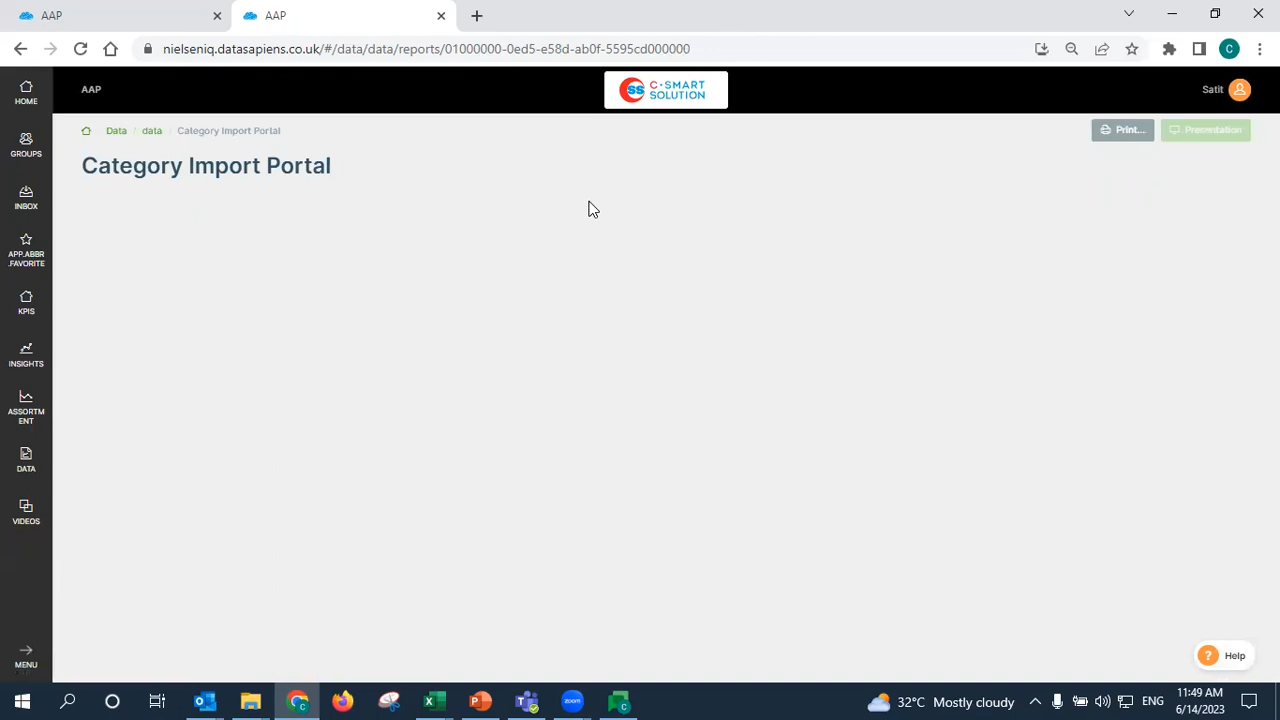 AAP
AAP
nielseniq.datasapiens.co.uk/#/data/data/reports/01000000-0ed5-e58d-ab0f-5595cd000000
C
HOME
AAP
CSS C·SMART
SOLUTION
Satit
Data / data / Category Import Portal
Print...
Presentation
GROUPS
Category Import Portal
INBOX
APP.ABBR
.FAVORITE
KPIS
INSIGHTS
ASSORTM
ENT
DATA
VIDEOS
MENU
? Help
zoom
32°C Mostly cloudy
ENG
11:49 AM
6/14/2023